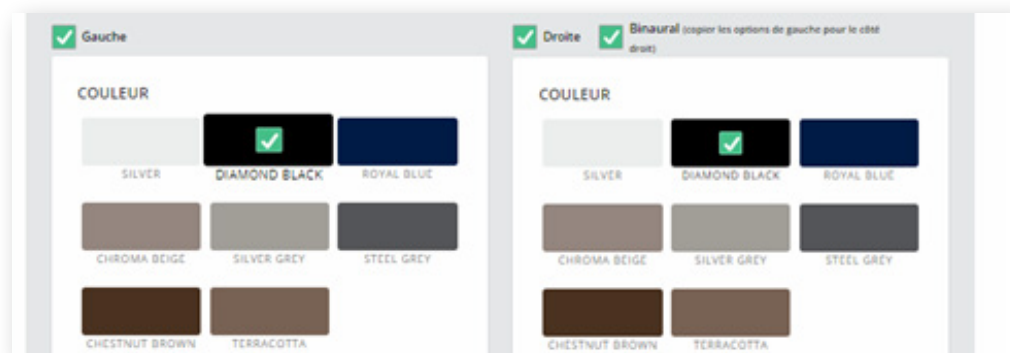 Gauche
COULEUR
SILVER DIAMOND BLACK ROYAL BLUE
CHROMA BEIGE SILVER GREY STEEL GREY
CHESTNUT BROWN TERRACOTTA
Droite Binaural (copier les options de gauche pour le côté
droit)
COULEUR
SILVER DIAMOND BLACK ROYAL BLUE
CHROMA BEIGE SILVER GREY STEEL GREY
CHESTNUT BROWN TERRACOTTA